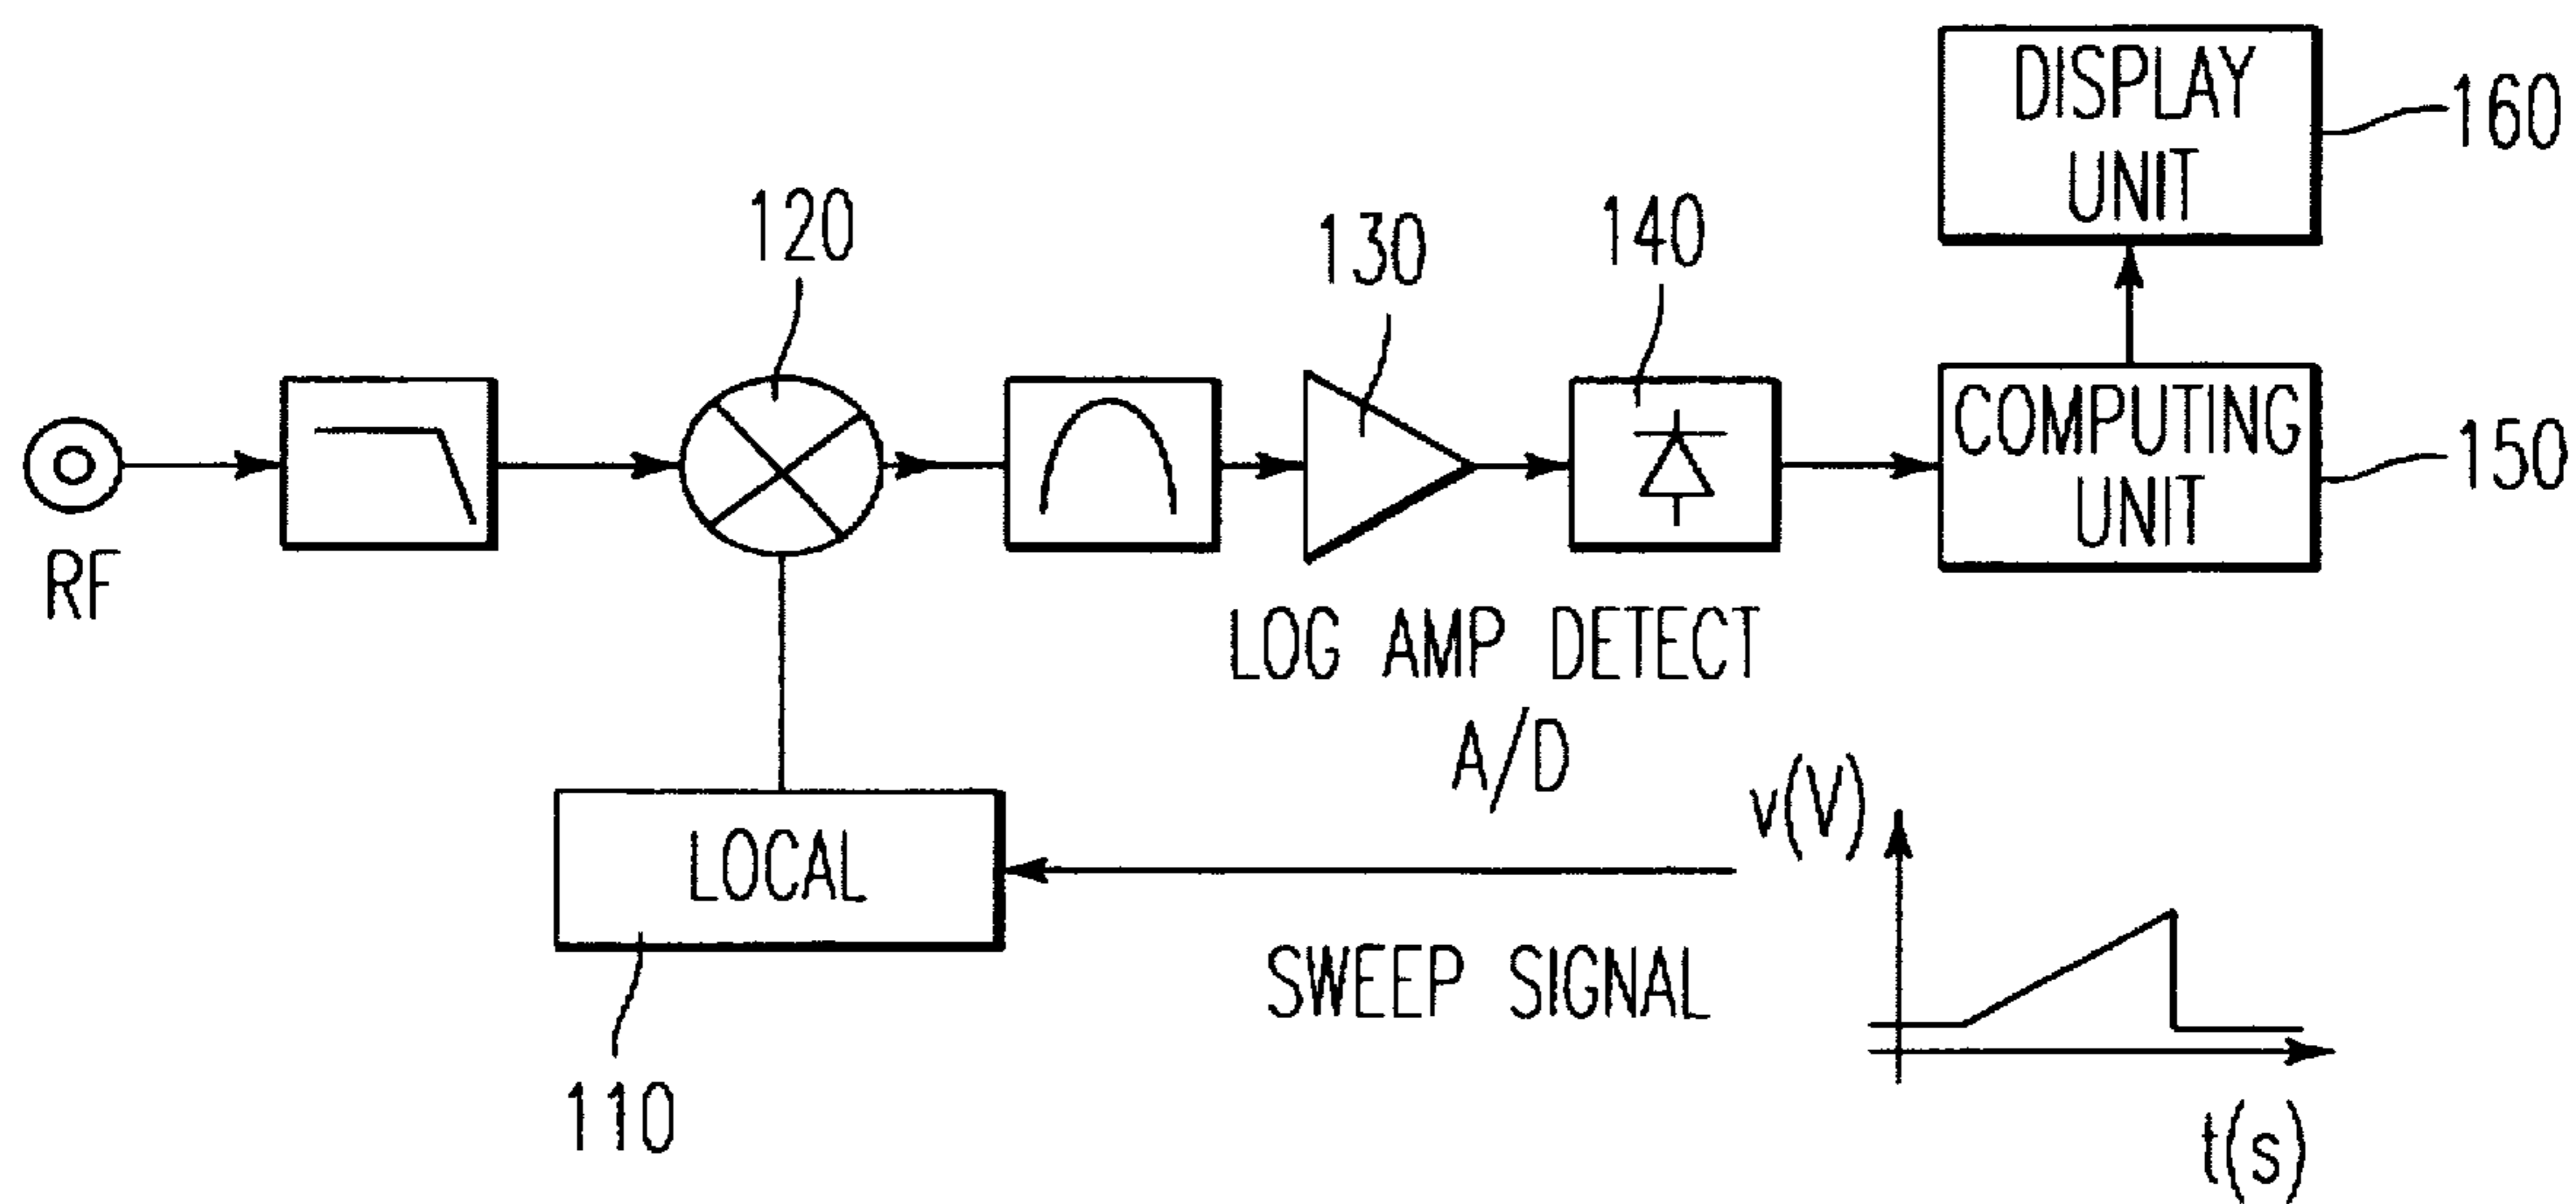 DISPLAY
UNIT
160
120
130
140
COMPUTING
UNIT
150
RF
LOG AMP DETECT
A/D
LOCAL
110
SWEEP SIGNAL
v(V)
t(s)